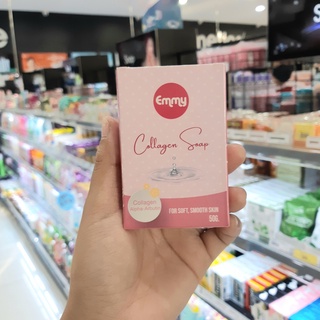 Emmy
Collagen Soap
Collagen
FOR SOFT, SMOOTH SKIN
50G